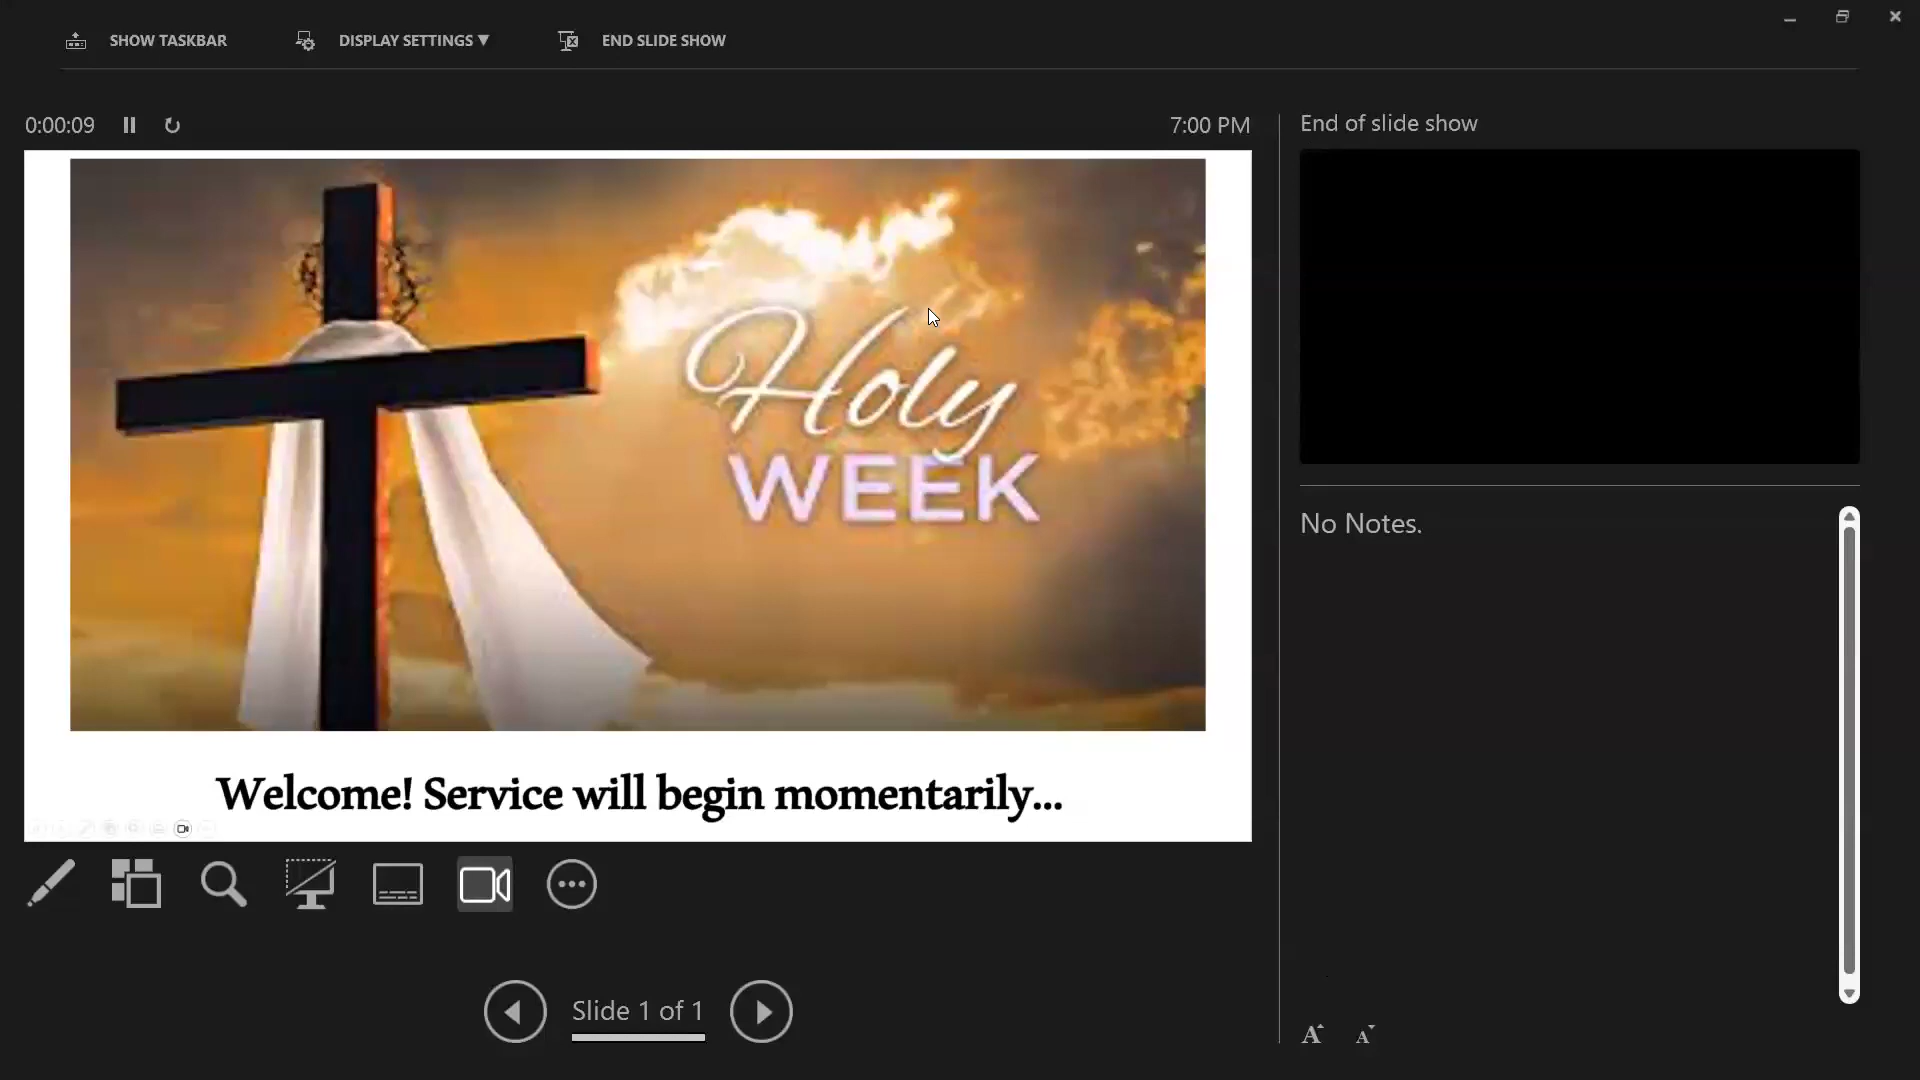 SHOW TASKBAR
DISPLAY SETTINGS ▼
END SLIDE SHOW
0:00:09
7:00 PM
End of slide show
Holy
WEEK
Welcome! Service will begin momentarily...
No Notes.
Slide 1 of 1
A A